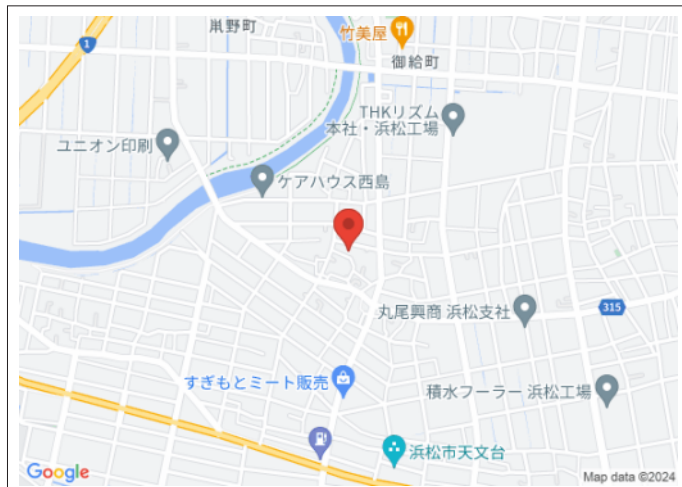 鼡野町
1
竹美屋
御給町
THKリズム
本社・浜松工場
ユニオン印刷
ケアハウス西島
丸尾興商 浜松支社
315
すぎもとミート販売
積水フーラー 浜松工場
浜松市天文台
Google
Map data ©2024